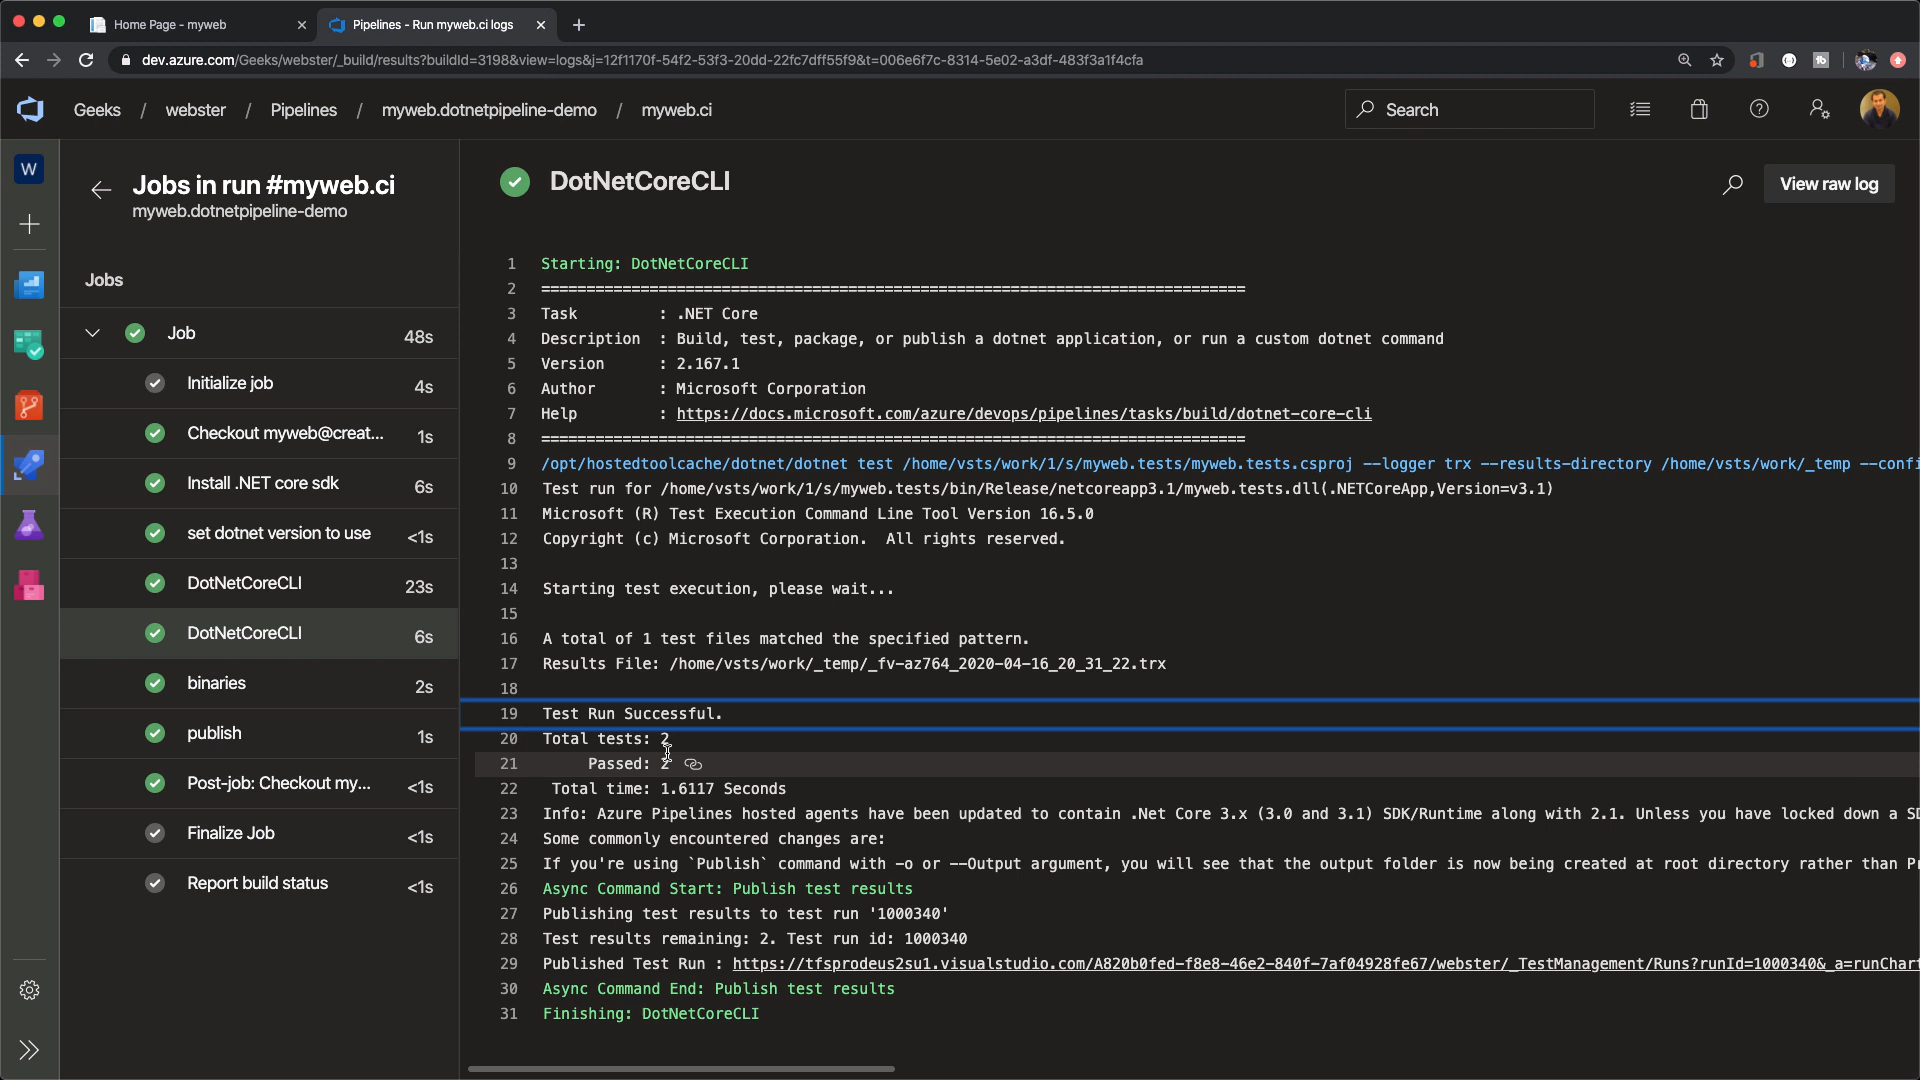 Home Page - myweb
Pipelines - Run myweb.ci logs
dev.azure.com/Geeks/webster/_build/results?buildId=3198&view=logs&j=12f1170f-54f2-53f3-20dd-22fc7dff55f9&t=006e6f7c-8314-5e02-a3df-483f3a1f4cfa
tb
Geeks / webster / Pipelines / myweb.dotnetpipeline-demo / myweb.ci
Search
W
Jobs in run #myweb.ci
myweb.dotnetpipeline-demo
Jobs
Job 48s
Initialize job 4s
Checkout myweb@creat... 1s
Install .NET core sdk 6s
set dotnet version to use <1s
DotNetCoreCLI 23s
DotNetCoreCLI 6s
binaries 2s
publish 1s
Post-job: Checkout my... <1s
Finalize Job <1s
Report build status <1s
DotNetCoreCLI
View raw log
1 Starting: DotNetCoreCLI
2 ==============================================================================
3 Task : .NET Core
4 Description : Build, test, package, or publish a dotnet application, or run a custom dotnet command
5 Version : 2.167.1
6 Author : Microsoft Corporation
7 Help : https://docs.microsoft.com/azure/devops/pipelines/tasks/build/dotnet-core-cli
8 ==============================================================================
9 /opt/hostedtoolcache/dotnet/dotnet test /home/vsts/work/1/s/myweb.tests/myweb.tests.csproj --logger trx --results-directory /home/vsts/work/_temp --confi
10 Test run for /home/vsts/work/1/s/myweb.tests/bin/Release/netcoreapp3.1/myweb.tests.dll(.NETCoreApp,Version=v3.1)
11 Microsoft (R) Test Execution Command Line Tool Version 16.5.0
12 Copyright (c) Microsoft Corporation. All rights reserved.
13
14 Starting test execution, please wait...
15
16 A total of 1 test files matched the specified pattern.
17 Results File: /home/vsts/work/_temp/_fv-az764_2020-04-16_20_31_22.trx
18
19 Test Run Successful.
20 Total tests: 2
21 Passed: 2
22 Total time: 1.6117 Seconds
23 Info: Azure Pipelines hosted agents have been updated to contain .Net Core 3.x (3.0 and 3.1) SDK/Runtime along with 2.1. Unless you have locked down a SD
24 Some commonly encountered changes are:
25 If you're using `Publish` command with -o or --Output argument, you will see that the output folder is now being created at root directory rather than Pr
26 Async Command Start: Publish test results
27 Publishing test results to test run '1000340'
28 Test results remaining: 2. Test run id: 1000340
29 Published Test Run : https://tfsprodeus2su1.visualstudio.com/A820b0fed-f8e8-46e2-840f-7af04928fe67/webster/_TestManagement/Runs?runId=1000340&_a=runChart
30 Async Command End: Publish test results
31 Finishing: DotNetCoreCLI